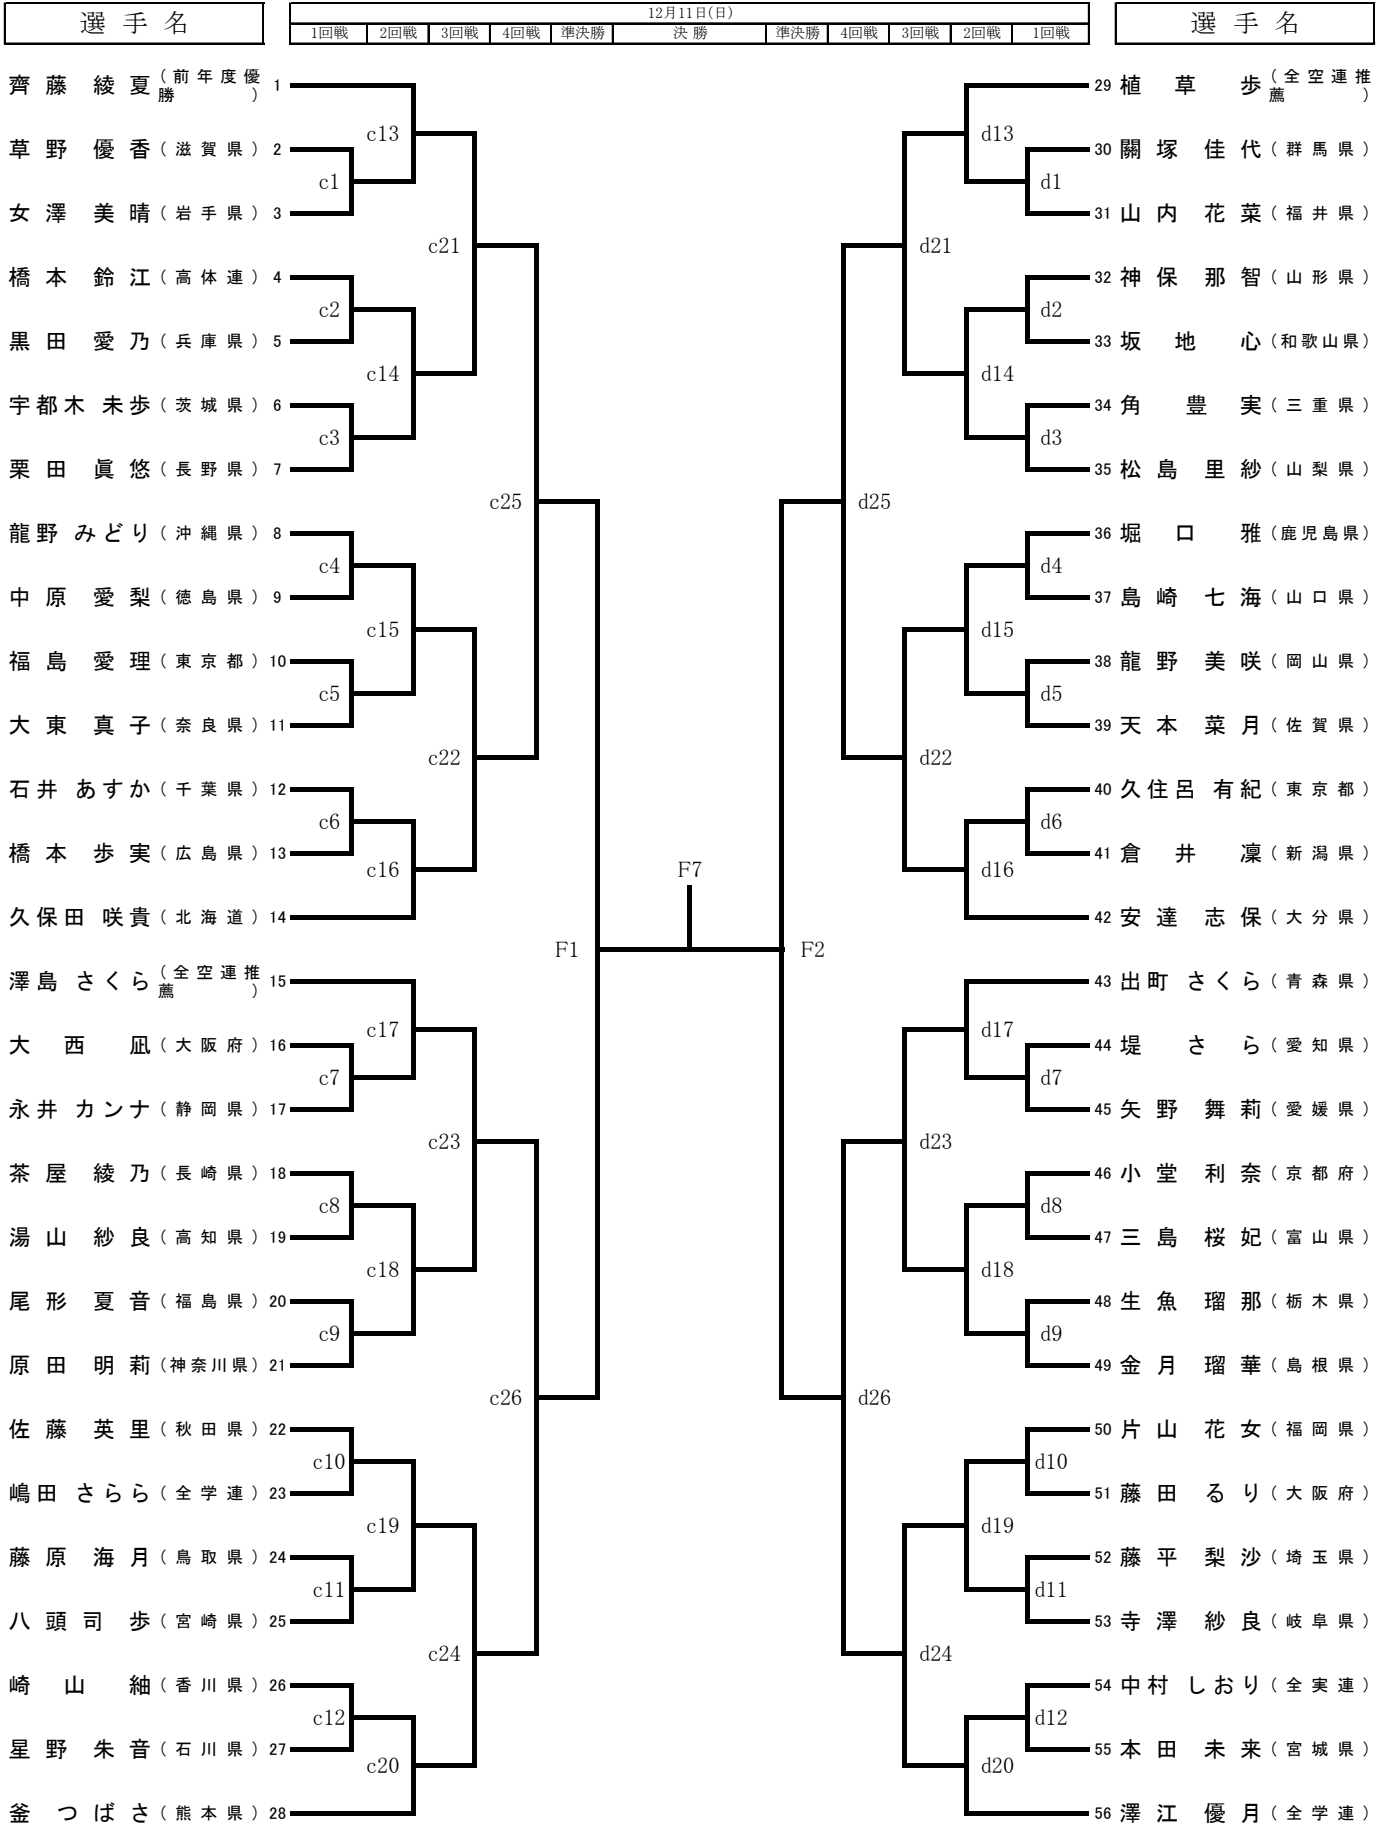 選手名
12月11日(日)
1回戦 2回戦 3回戦 4回戦 準決勝 決勝 準決勝 4回戦 3回戦 2回戦 1回戦
選手名
齊藤 綾夏 (前年度優勝) 1
草野 優香 (滋賀県) 2
女澤 美晴 (岩手県) 3
橋本 鈴江 (高体連) 4
黒田 愛乃 (兵庫県) 5
宇都木 未歩 (茨城県) 6
栗田 眞悠 (長野県) 7
龍野 みどり (沖縄県) 8
中原 愛梨 (徳島県) 9
福島 愛理 (東京都) 10
大東 真子 (奈良県) 11
石井 あすか (千葉県) 12
橋本 歩実 (広島県) 13
久保田 咲貴 (北海道) 14
澤島 さくら (全空連推薦) 15
大西 凪 (大阪府) 16
永井 カンナ (静岡県) 17
茶屋 綾乃 (長崎県) 18
湯山 紗良 (高知県) 19
尾形 夏音 (福島県) 20
原田 明莉 (神奈川県) 21
佐藤 英里 (秋田県) 22
嶋田 さらら (全学連) 23
藤原 海月 (鳥取県) 24
八頭司 歩 (宮崎県) 25
崎山 紬 (香川県) 26
星野 朱音 (石川県) 27
釜 つばさ (熊本県) 28
c13
c1
c21
c2
c14
c3
c25
c4
c15
c5
c22
c6
c16
F1
c17
c7
c23
c8
c18
c9
c26
c10
c19
c11
c24
c12
c20
F7
F2
d13
d1
d21
d2
d14
d3
d25
d4
d15
d5
d22
d6
d16
d17
d7
d23
d8
d18
d9
d26
d10
d19
d11
d24
d12
d20
29 植草 歩 (全空連推薦)
30 關塚 佳代 (群馬県)
31 山内 花菜 (福井県)
32 神保 那智 (山形県)
33 坂地 心 (和歌山県)
34 角 豊実 (三重県)
35 松島 里紗 (山梨県)
36 堀口 雅 (鹿児島県)
37 島崎 七海 (山口県)
38 龍野 美咲 (岡山県)
39 天本 菜月 (佐賀県)
40 久住呂 有紀 (東京都)
41 倉井 凜 (新潟県)
42 安達 志保 (大分県)
43 出町 さくら (青森県)
44 堤 さら (愛知県)
45 矢野 舞莉 (愛媛県)
46 小堂 利奈 (京都府)
47 三島 桜妃 (富山県)
48 生魚 瑠那 (栃木県)
49 金月 瑠華 (島根県)
50 片山 花女 (福岡県)
51 藤田 るり (大阪府)
52 藤平 梨沙 (埼玉県)
53 寺澤 紗良 (岐阜県)
54 中村 しおり (全実連)
55 本田 未来 (宮城県)
56 澤江 優月 (全学連)